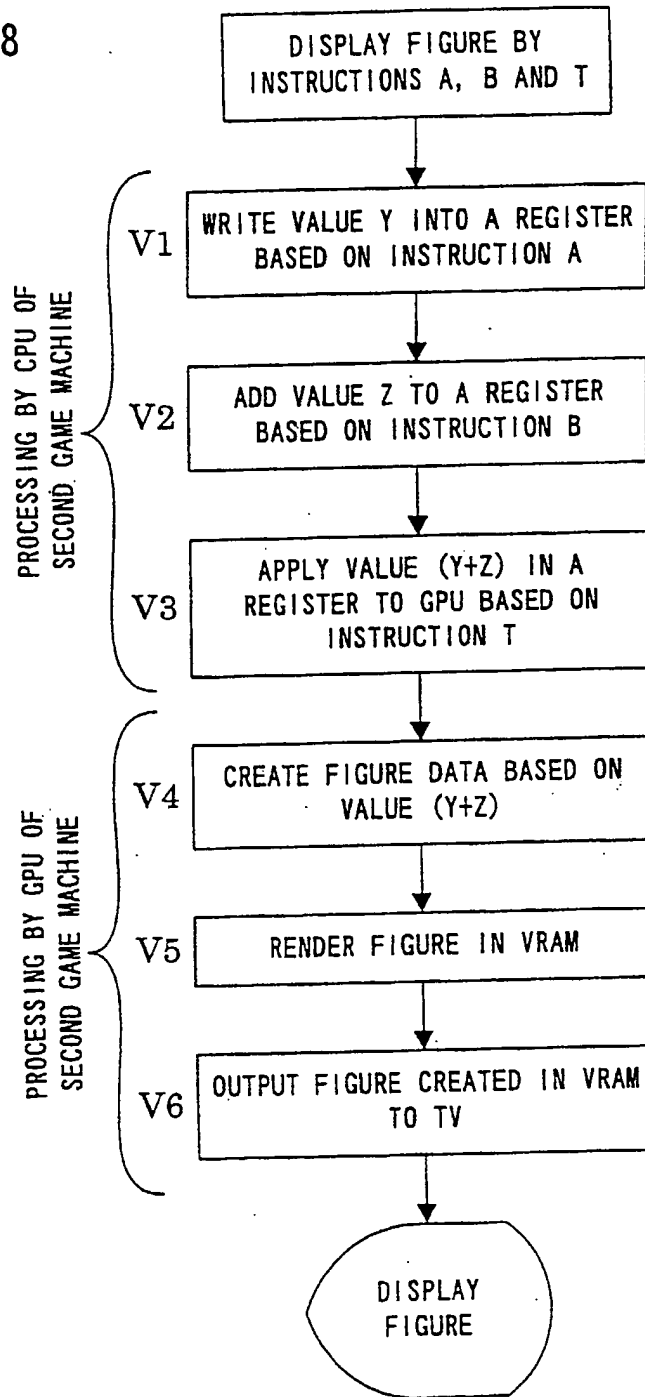 8
DISPLAY FIGURE BY
INSTRUCTIONS A, B AND T
PROCESSING BY CPU OF
SECOND GAME MACHINE
V1
WRITE VALUE Y INTO A REGISTER
BASED ON INSTRUCTION A
V2
ADD VALUE Z TO A REGISTER
BASED ON INSTRUCTION B
V3
APPLY VALUE (Y+Z) IN A
REGISTER TO GPU BASED ON
INSTRUCTION T
PROCESSING BY GPU OF
SECOND GAME MACHINE
V4
CREATE FIGURE DATA BASED ON
VALUE (Y+Z)
V5
RENDER FIGURE IN VRAM
V6
OUTPUT FIGURE CREATED IN VRAM
TO TV
DISPLAY
FIGURE